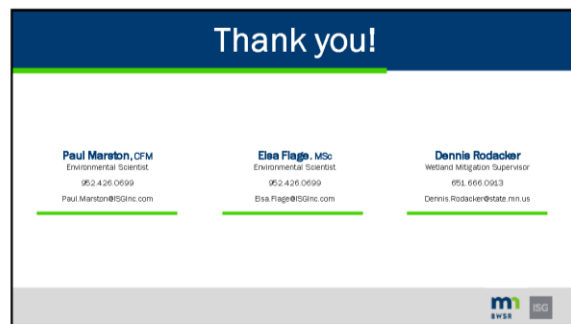 Thank you!
Paul Marston, CFM
Environmental Scientist
952.426.0699
Paul.Marston@ISGInc.com
Elsa Flage, MSc
Environmental Scientist
952.426.0699
Elsa.Flage@ISGInc.com
Dennis Rodacker
Wetland Mitigation Supervisor
651.666.0913
Dennis.Rodacker@state.mn.us
mn
BWSR
ISG